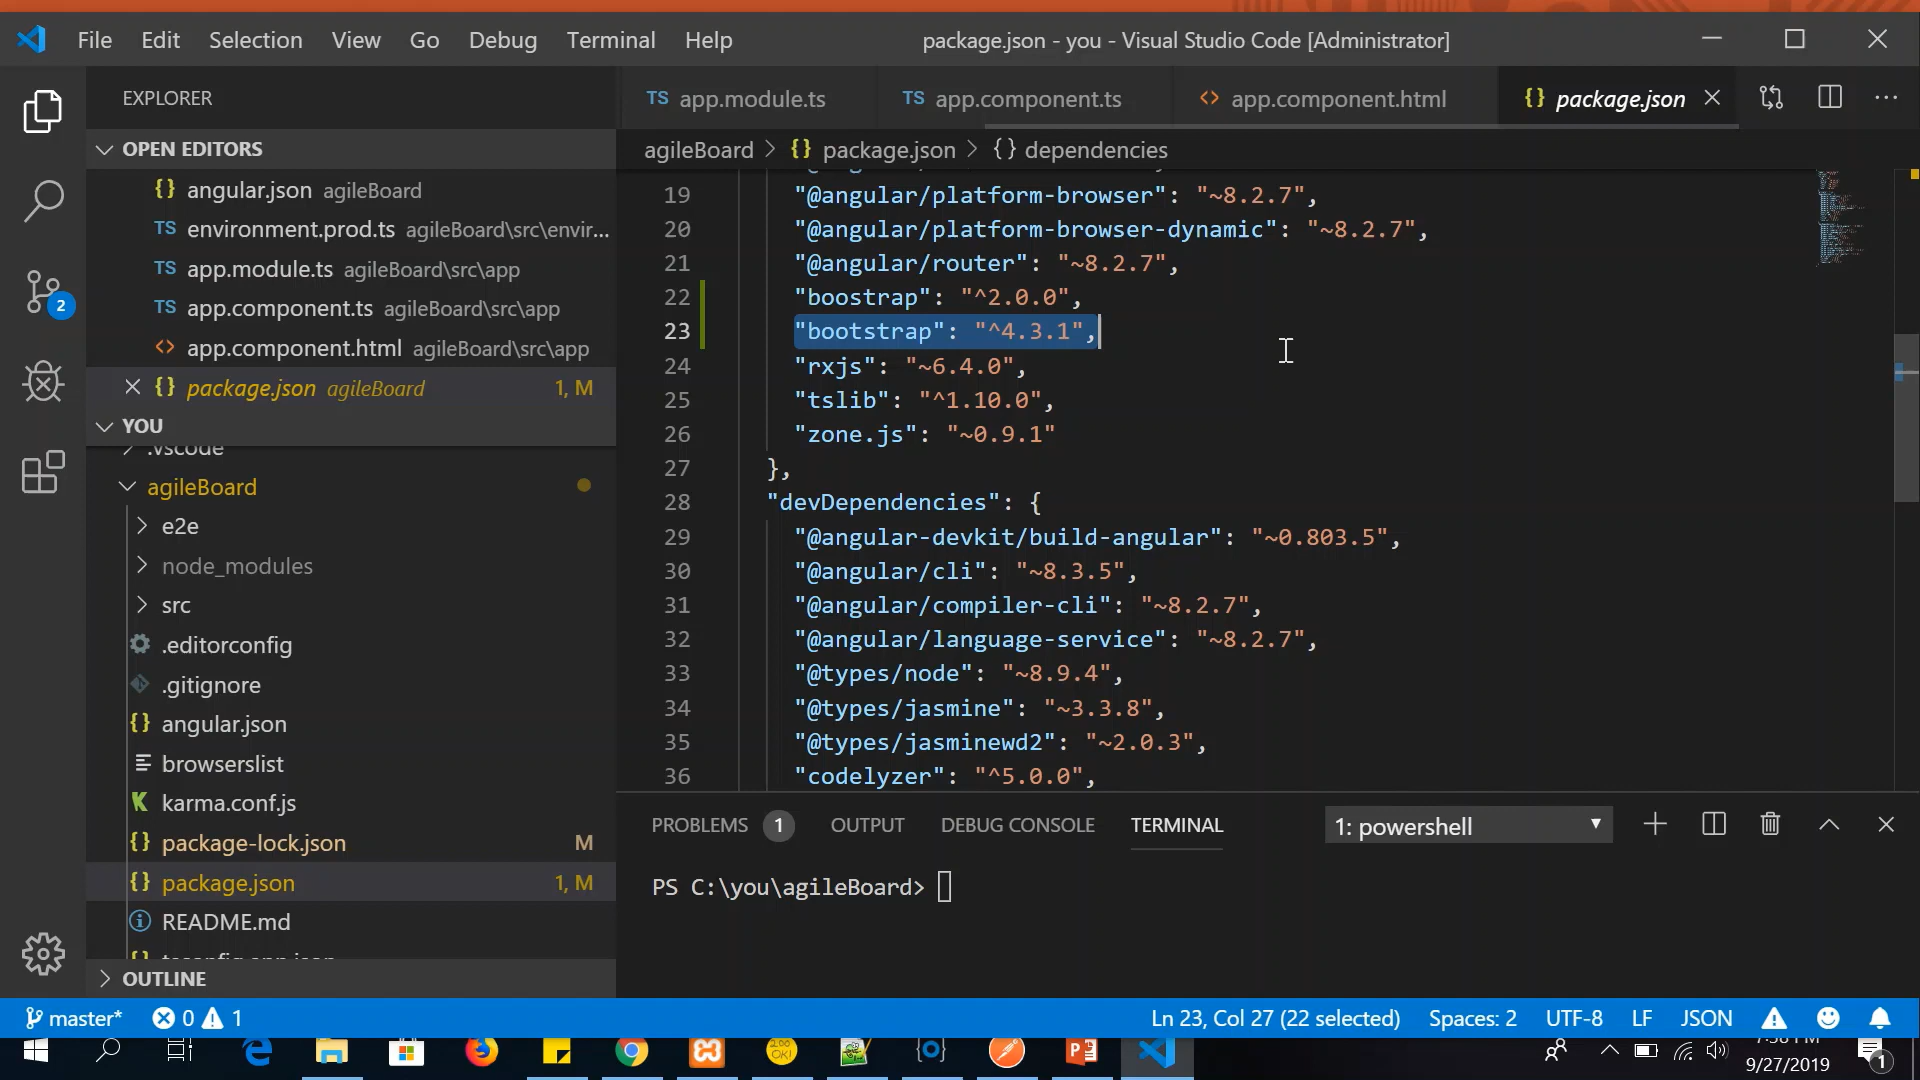 File Edit Selection View Go Debug Terminal Help
package.json - you - Visual Studio Code [Administrator]
EXPLORER
OPEN EDITORS
angular.json agileBoard
TS environment.prod.ts agileBoard\src\envir...
TS app.module.ts agileBoard\src\app
TS app.component.ts agileBoard\src\app
<> app.component.html agileBoard\src\app
{} package.json agileBoard 1, M
YOU
.vscode
agileBoard
e2e
node_modules
src
.editorconfig
.gitignore
{} angular.json
browserslist
K karma.conf.js
{} package-lock.json M
{} package.json 1, M
README.md
tsconfig.app.json
OUTLINE
2
TS app.module.ts
TS app.component.ts
<> app.component.html
{} package.json
agileBoard > {} package.json > {} dependencies
19 "@angular/platform-browser": "~8.2.7",
20 "@angular/platform-browser-dynamic": "~8.2.7",
21 "@angular/router": "~8.2.7",
22 "boostrap": "^2.0.0",
23 "bootstrap": "^4.3.1",
24 "rxjs": "~6.4.0",
25 "tslib": "^1.10.0",
26 "zone.js": "~0.9.1"
27 },
28 "devDependencies": {
29 "@angular-devkit/build-angular": "~0.803.5",
30 "@angular/cli": "~8.3.5",
31 "@angular/compiler-cli": "~8.2.7",
32 "@angular/language-service": "~8.2.7",
33 "@types/node": "~8.9.4",
34 "@types/jasmine": "~3.3.8",
35 "@types/jasminewd2": "~2.0.3",
36 "codelyzer": "^5.0.0",
PROBLEMS 1 OUTPUT DEBUG CONSOLE TERMINAL 1: powershell
PS C:\you\agileBoard>
master* 0 1 Ln 23, Col 27 (22 selected) Spaces: 2 UTF-8 LF JSON
200 OK!
9/27/2019
1